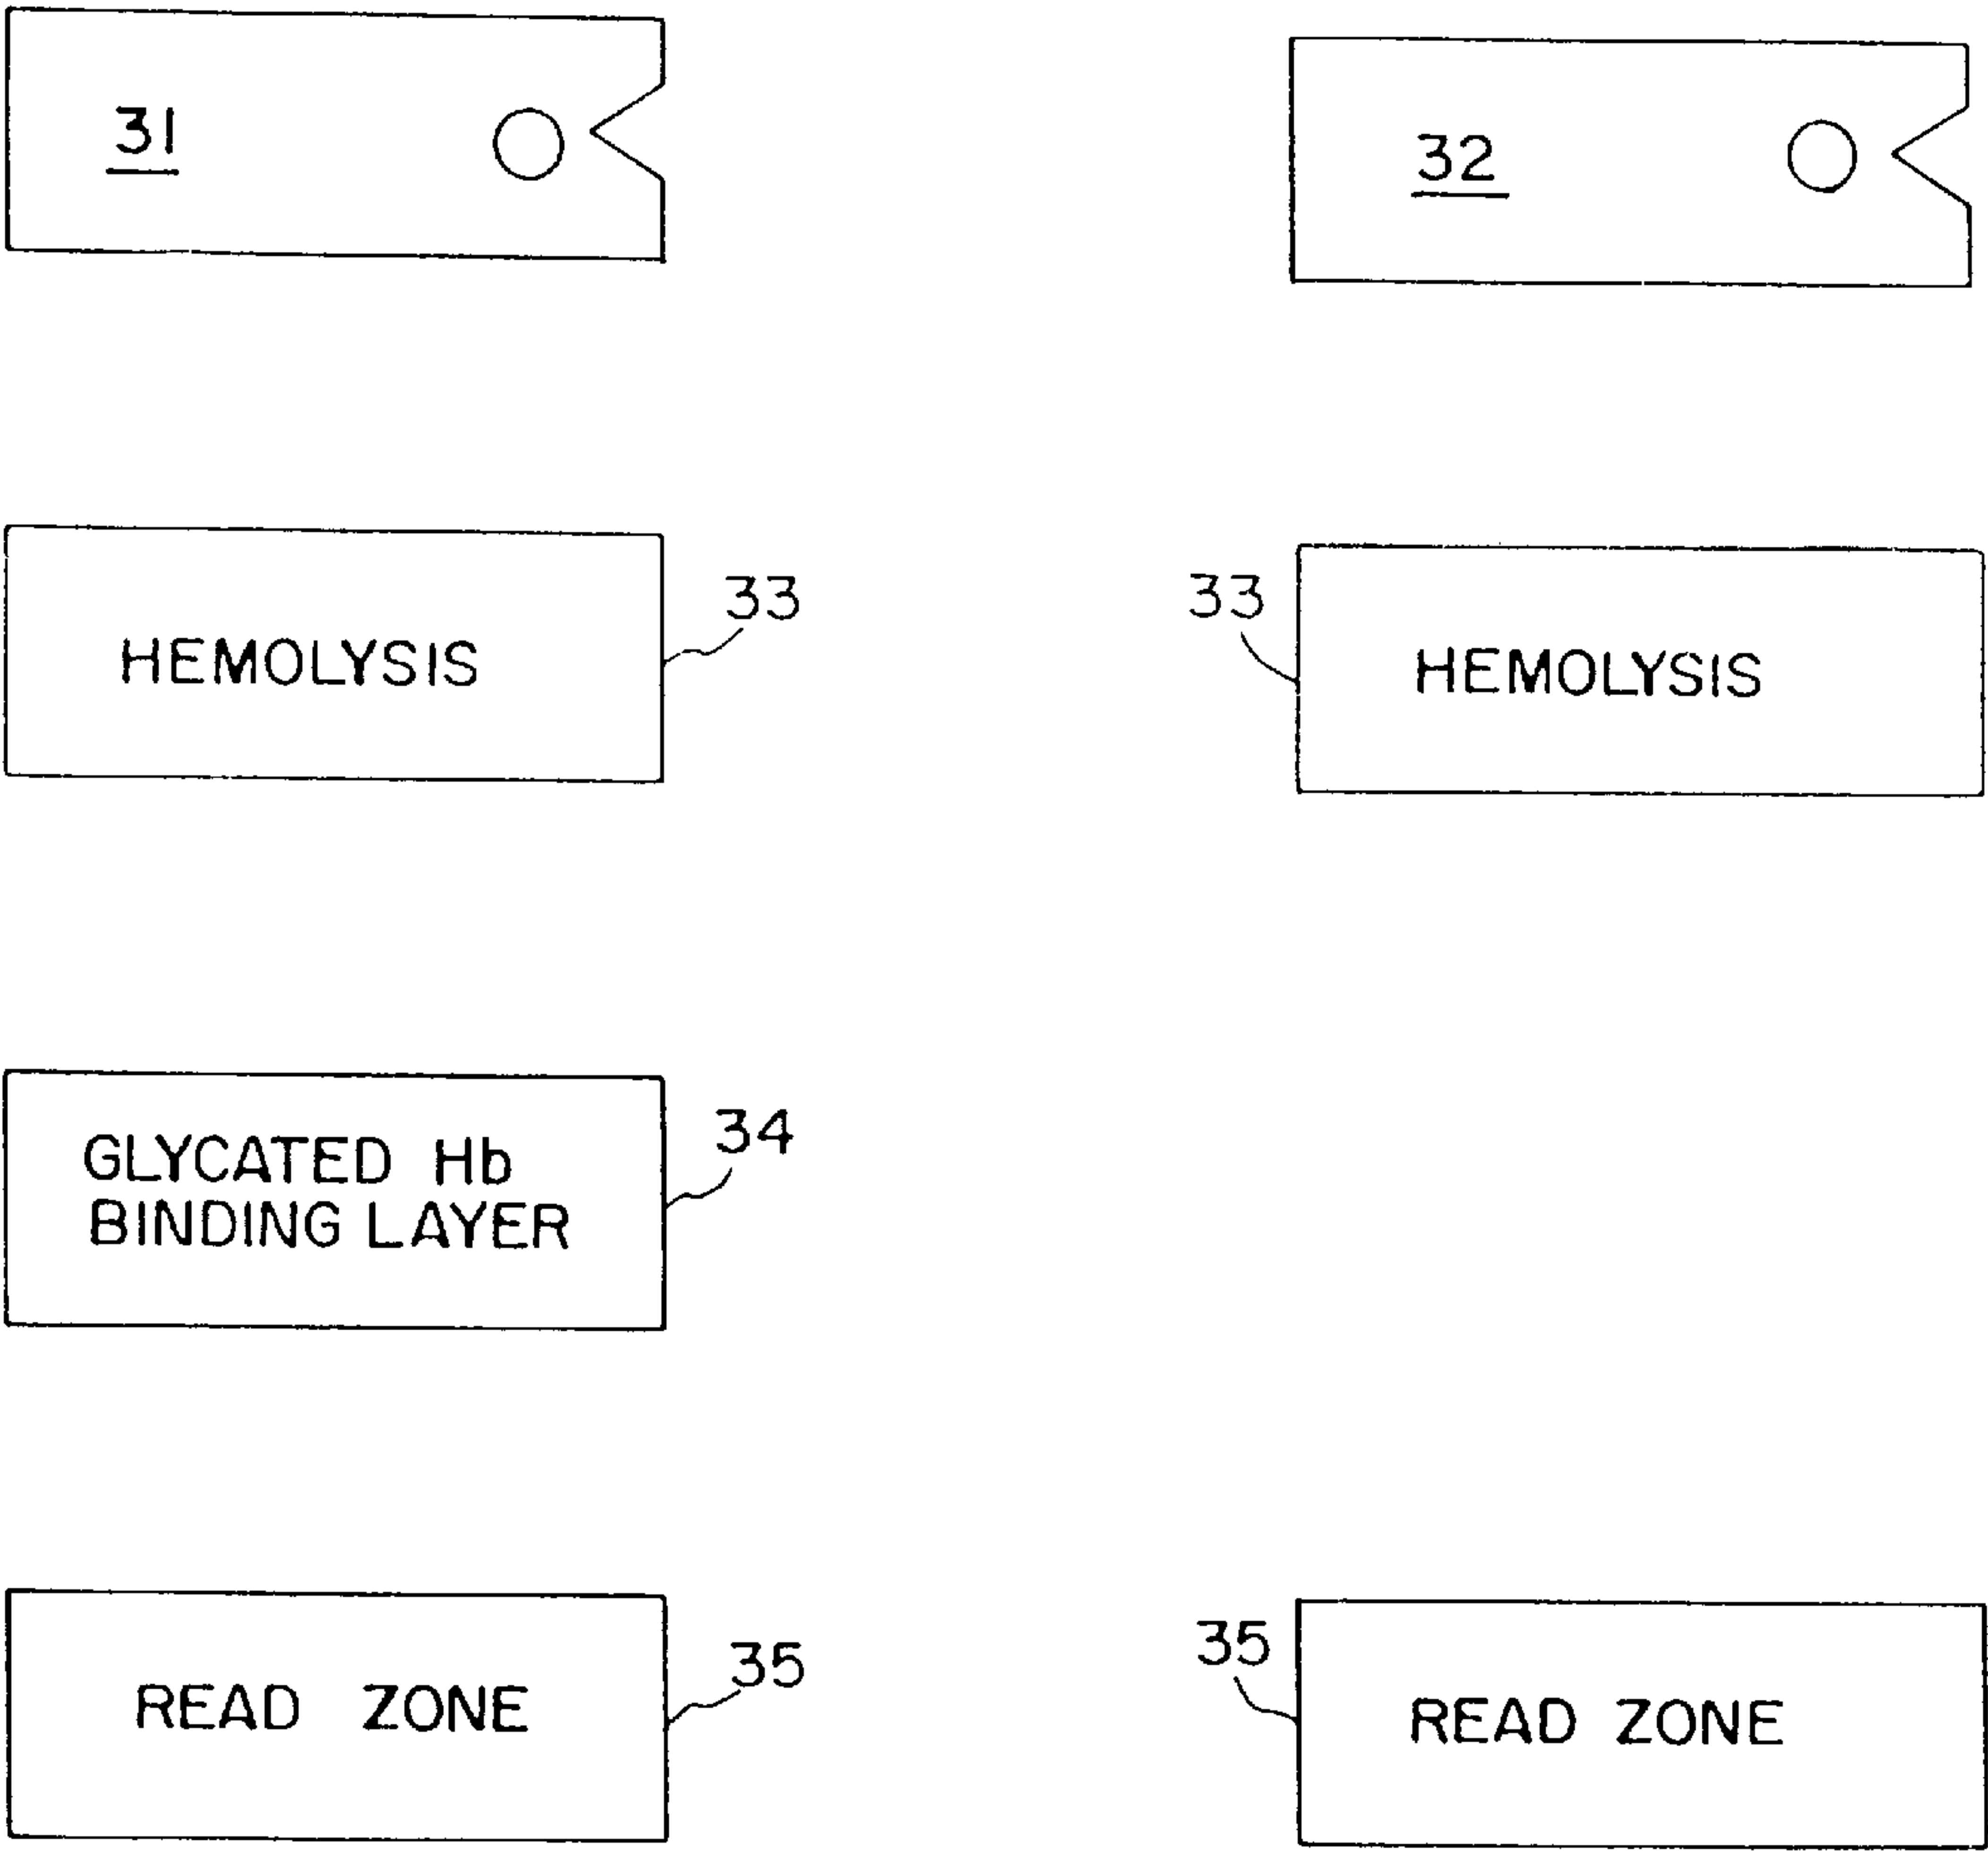 31
32
HEMOLYSIS
33
33
HEMOLYSIS
GLYCATED Hb
BINDING LAYER
34
READ ZONE
35
35
READ ZONE